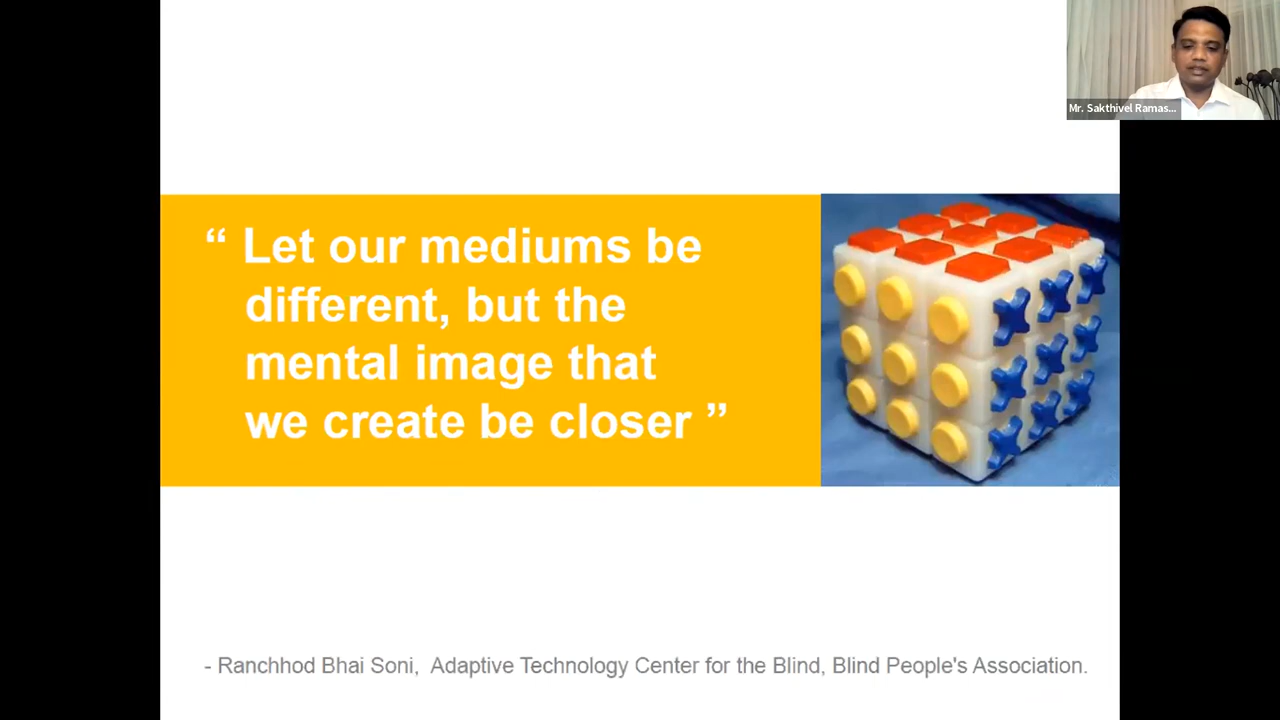 Mr. Sakthivel Ramas...
“ Let our mediums be
different, but the
mental image that
we create be closer ”
- Ranchhod Bhai Soni, Adaptive Technology Center for the Blind, Blind People's Association.